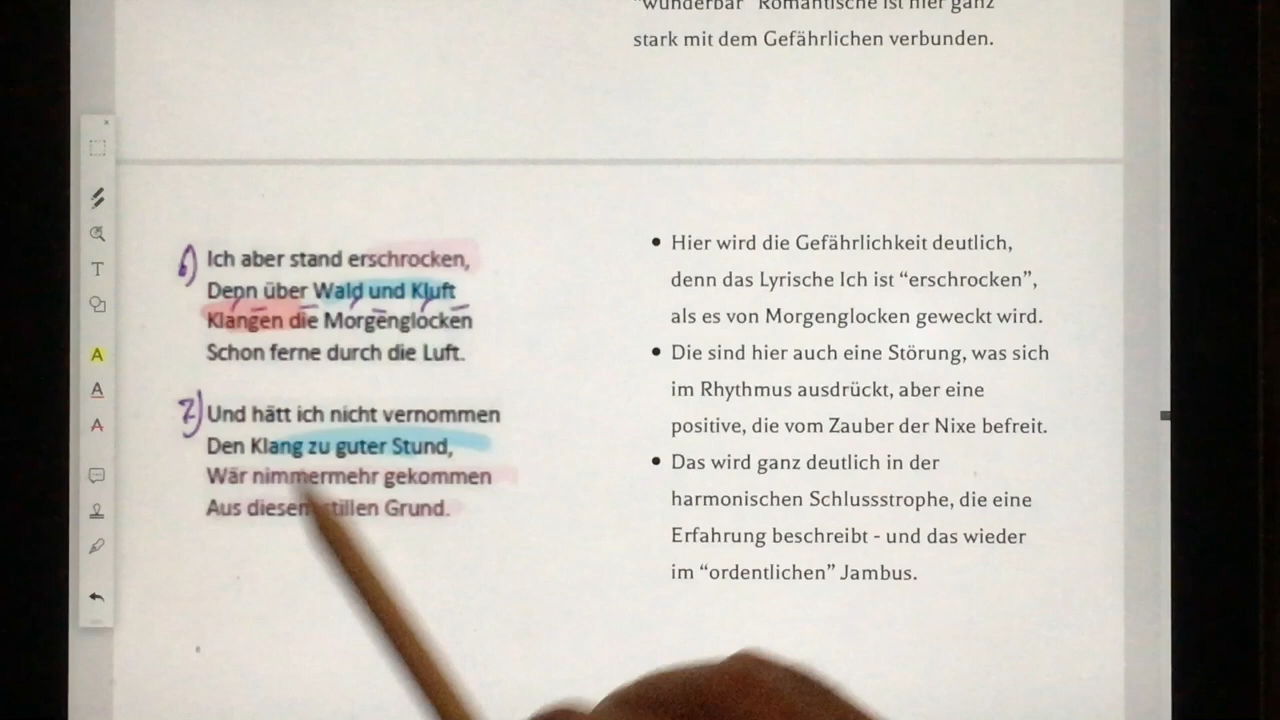 "wunderbar" Romantische ist hier ganz
stark mit dem Gefährlichen verbunden.
6) Ich aber stand erschrocken,
Denn über Wald und Kluft
Klangen die Morgenglocken
Schon ferne durch die Luft.
7) Und hätt ich nicht vernommen
Den Klang zu guter Stund,
Wär nimmermehr gekommen
Aus diesem stillen Grund.
• Hier wird die Gefährlichkeit deutlich,
denn das Lyrische Ich ist “erschrocken”,
als es von Morgenglocken geweckt wird.
• Die sind hier auch eine Störung, was sich
im Rhythmus ausdrückt, aber eine
positive, die vom Zauber der Nixe befreit.
• Das wird ganz deutlich in der
harmonischen Schlussstrophe, die eine
Erfahrung beschreibt - und das wieder
im “ordentlichen” Jambus.